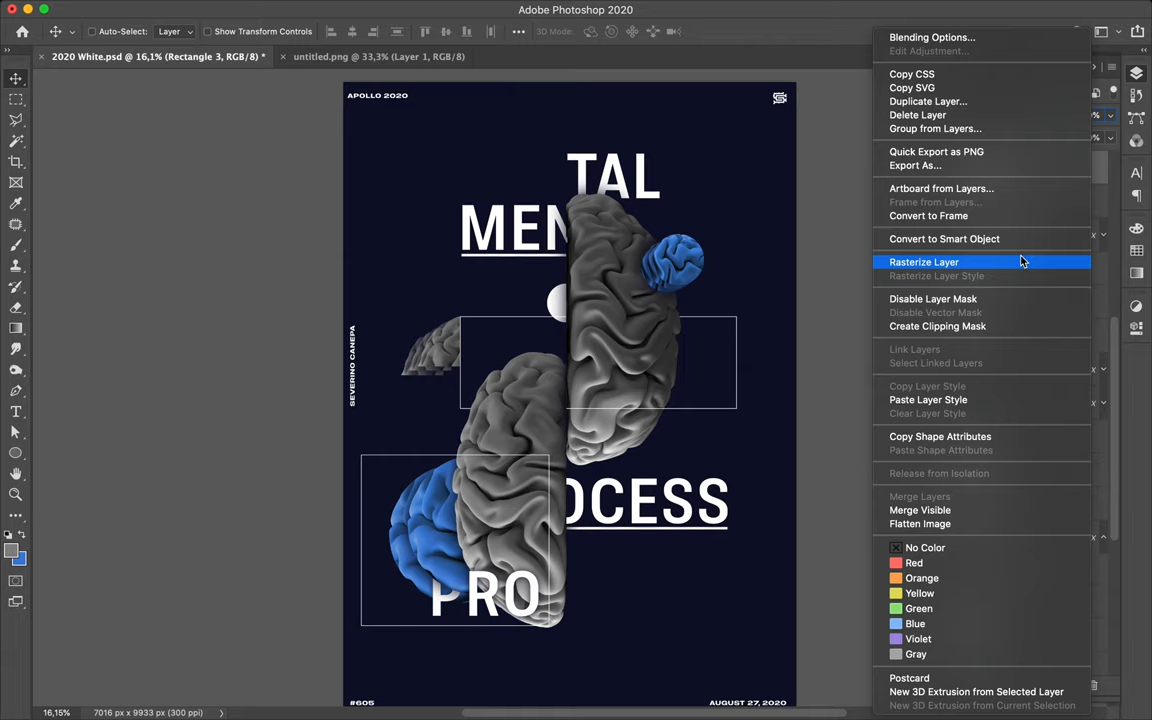 Adobe Photoshop 2020
Auto-Select: Layer Show Transform Controls 3D Mode:
2020 White.psd @ 16,1% (Rectangle 3, RGB/8) * untitled.png @ 33,3% (Layer 1, RGB/8)
APOLLO 2020
TAL
MEN
SEVERINO CANEPA
OCESS
PRO
#605 AUGUST 27, 2020
16,15% 7016 px x 9933 px (300 ppi)
Blending Options...
Edit Adjustment...
Copy CSS
Copy SVG
Duplicate Layer...
Delete Layer
Group from Layers...
Quick Export as PNG
Export As...
Artboard from Layers...
Frame from Layers...
Convert to Frame
Convert to Smart Object
Rasterize Layer
Rasterize Layer Style
Disable Layer Mask
Disable Vector Mask
Create Clipping Mask
Link Layers
Select Linked Layers
Copy Layer Style
Paste Layer Style
Clear Layer Style
Copy Shape Attributes
Paste Shape Attributes
Release from Isolation
Merge Layers
Merge Visible
Flatten Image
No Color
Red
Orange
Yellow
Green
Blue
Violet
Gray
Postcard
New 3D Extrusion from Selected Layer
New 3D Extrusion from Current Selection